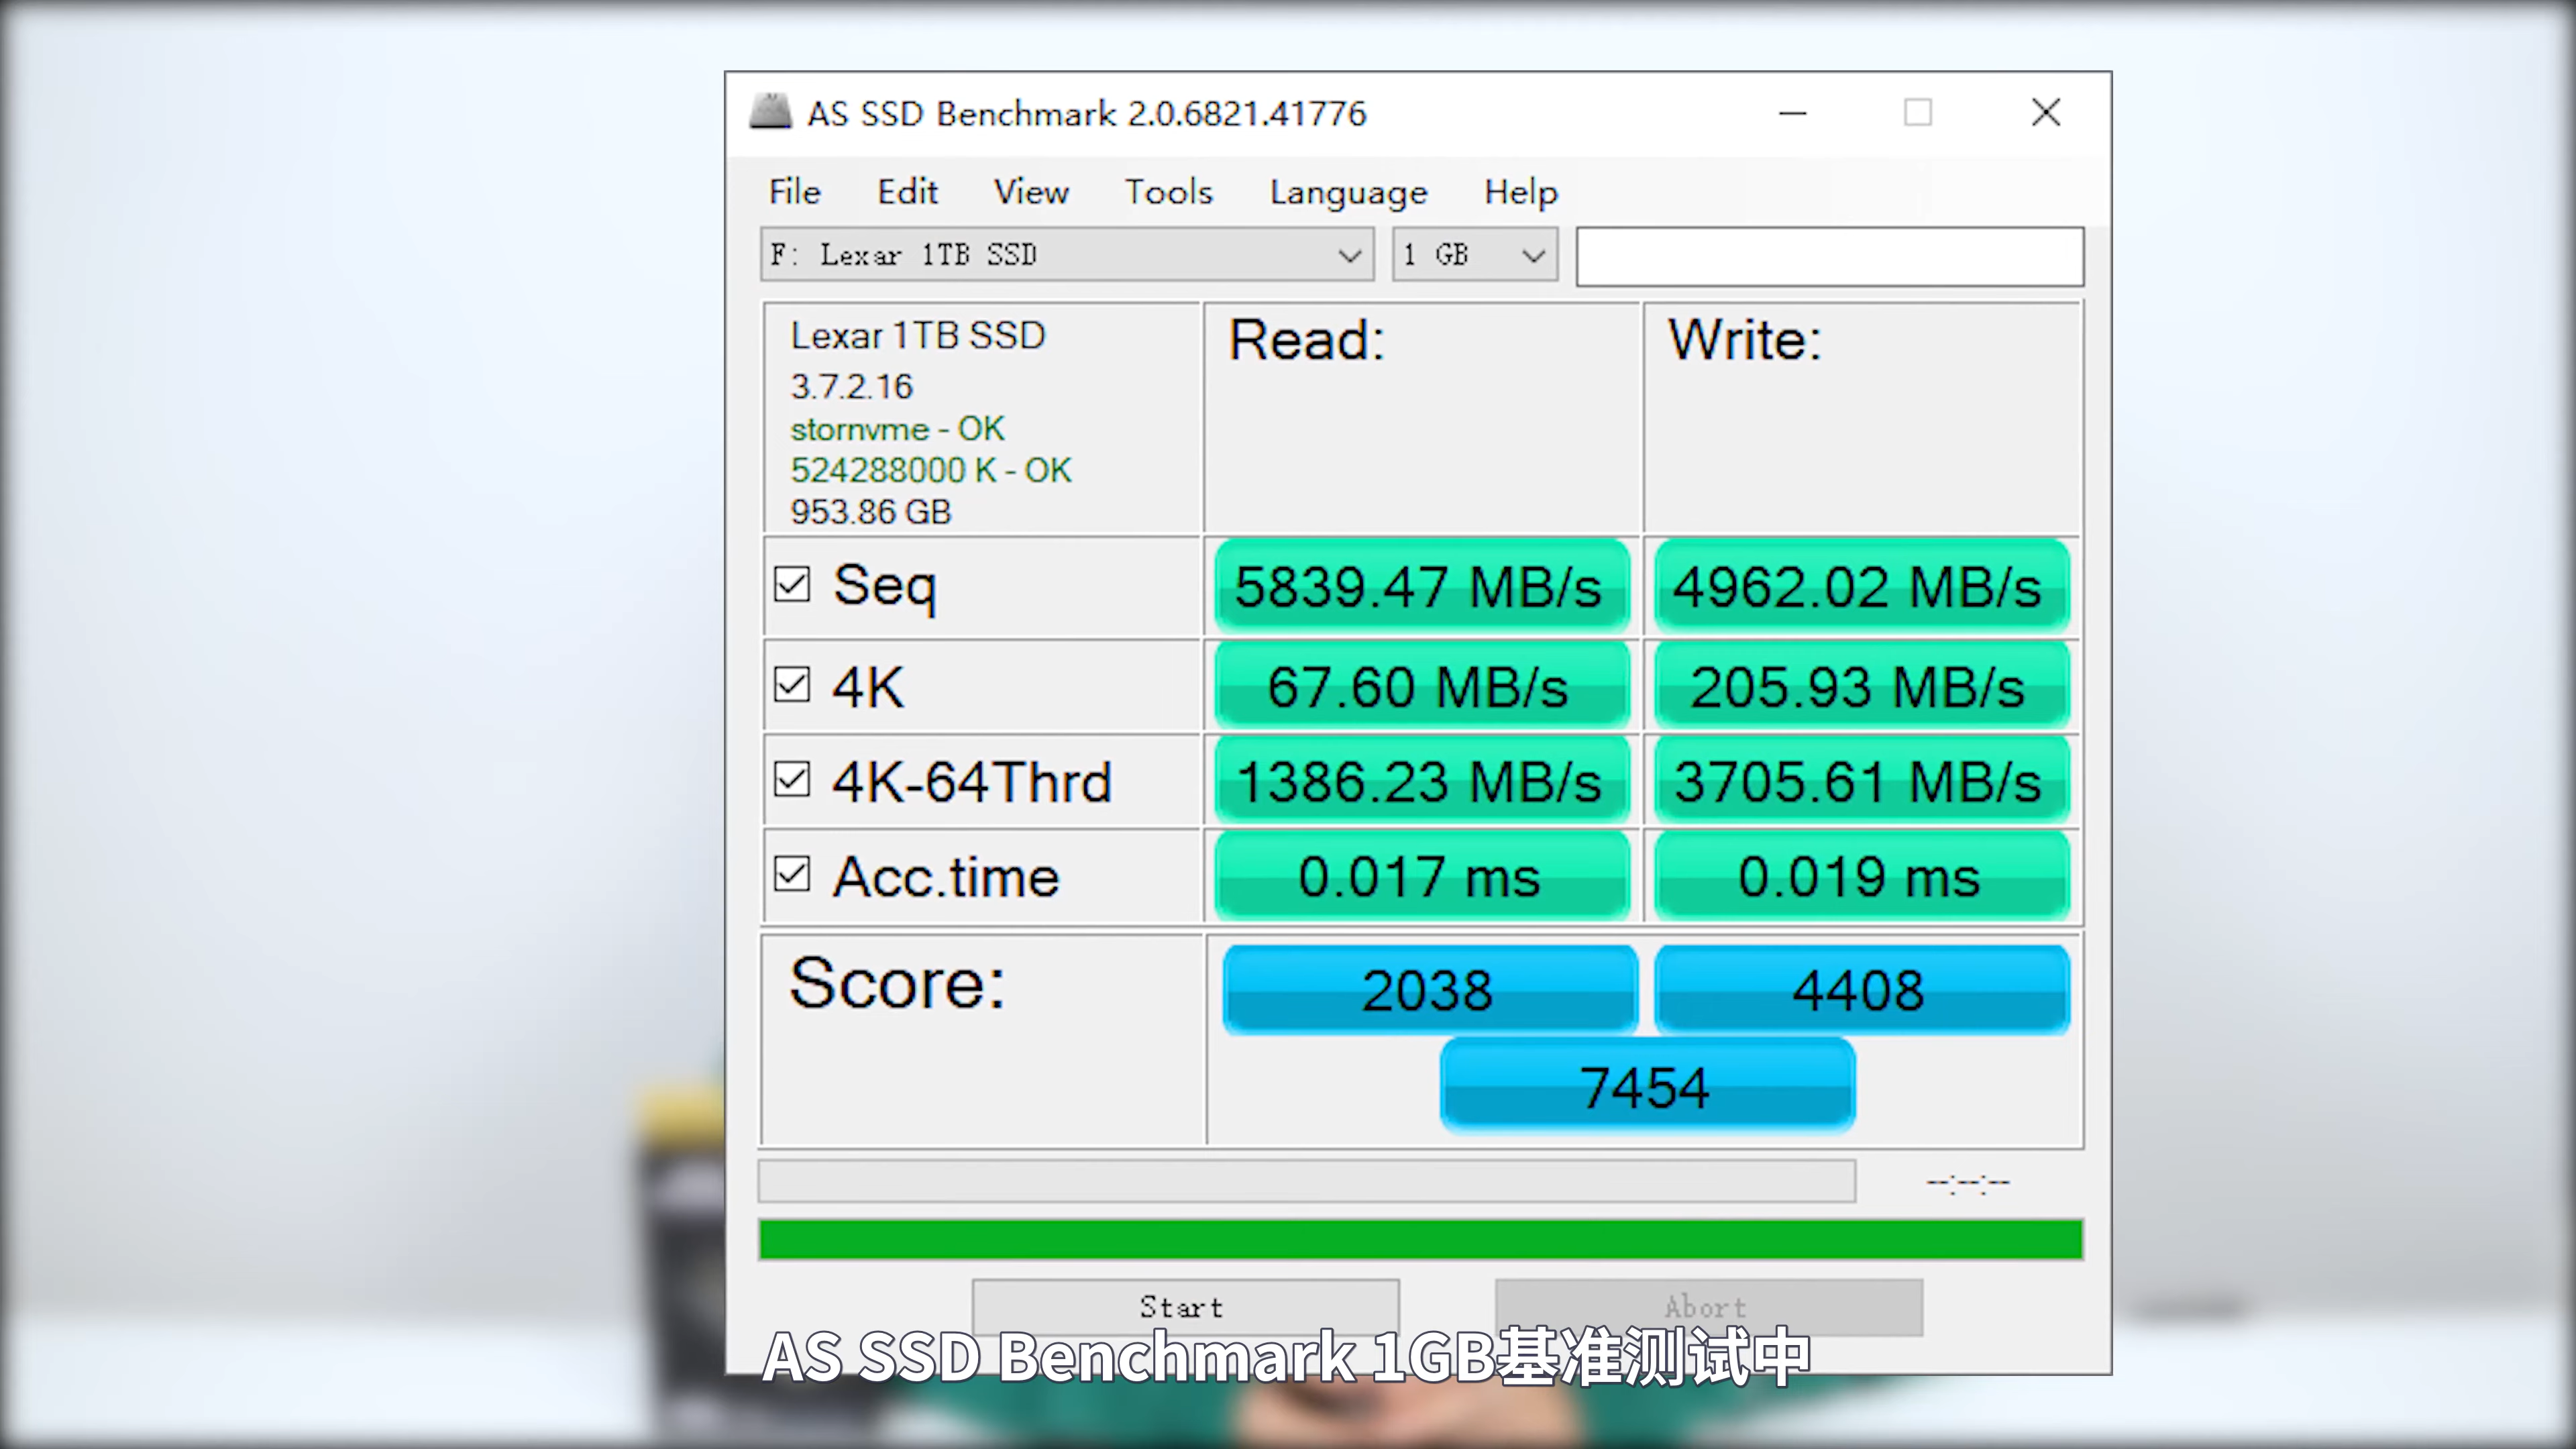 AS SSD Benchmark 2.0.6821.41776
File Edit View Tools Language Help
F: Lexar 1TB SSD 1 GB
Lexar 1TB SSD
3.7.2.16
stornvme - OK
524288000 K - OK
953.86 GB
Read: Write:
Seq 5839.47 MB/s 4962.02 MB/s
4K 67.60 MB/s 205.93 MB/s
4K-64Thrd 1386.23 MB/s 3705.61 MB/s
Acc.time 0.017 ms 0.019 ms
Score: 2038 4408
7454
--:--:--
Start Abort
AS SSD Benchmark 1GB基准测试中